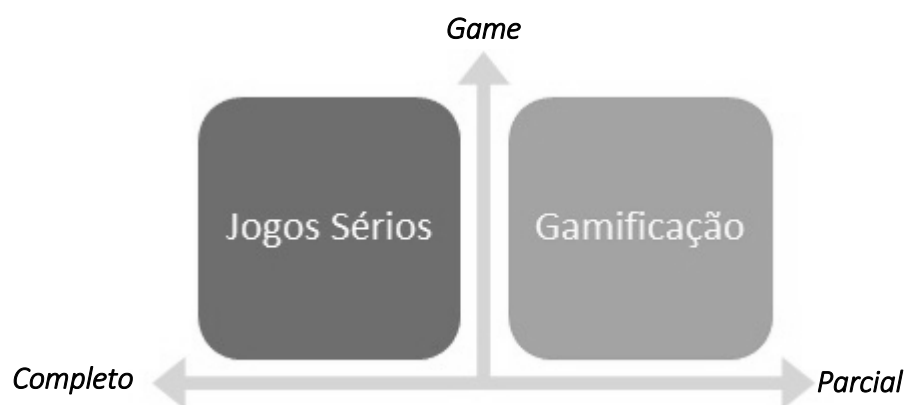 Game
Jogos Sérios
Gamificação
Completo
Parcial